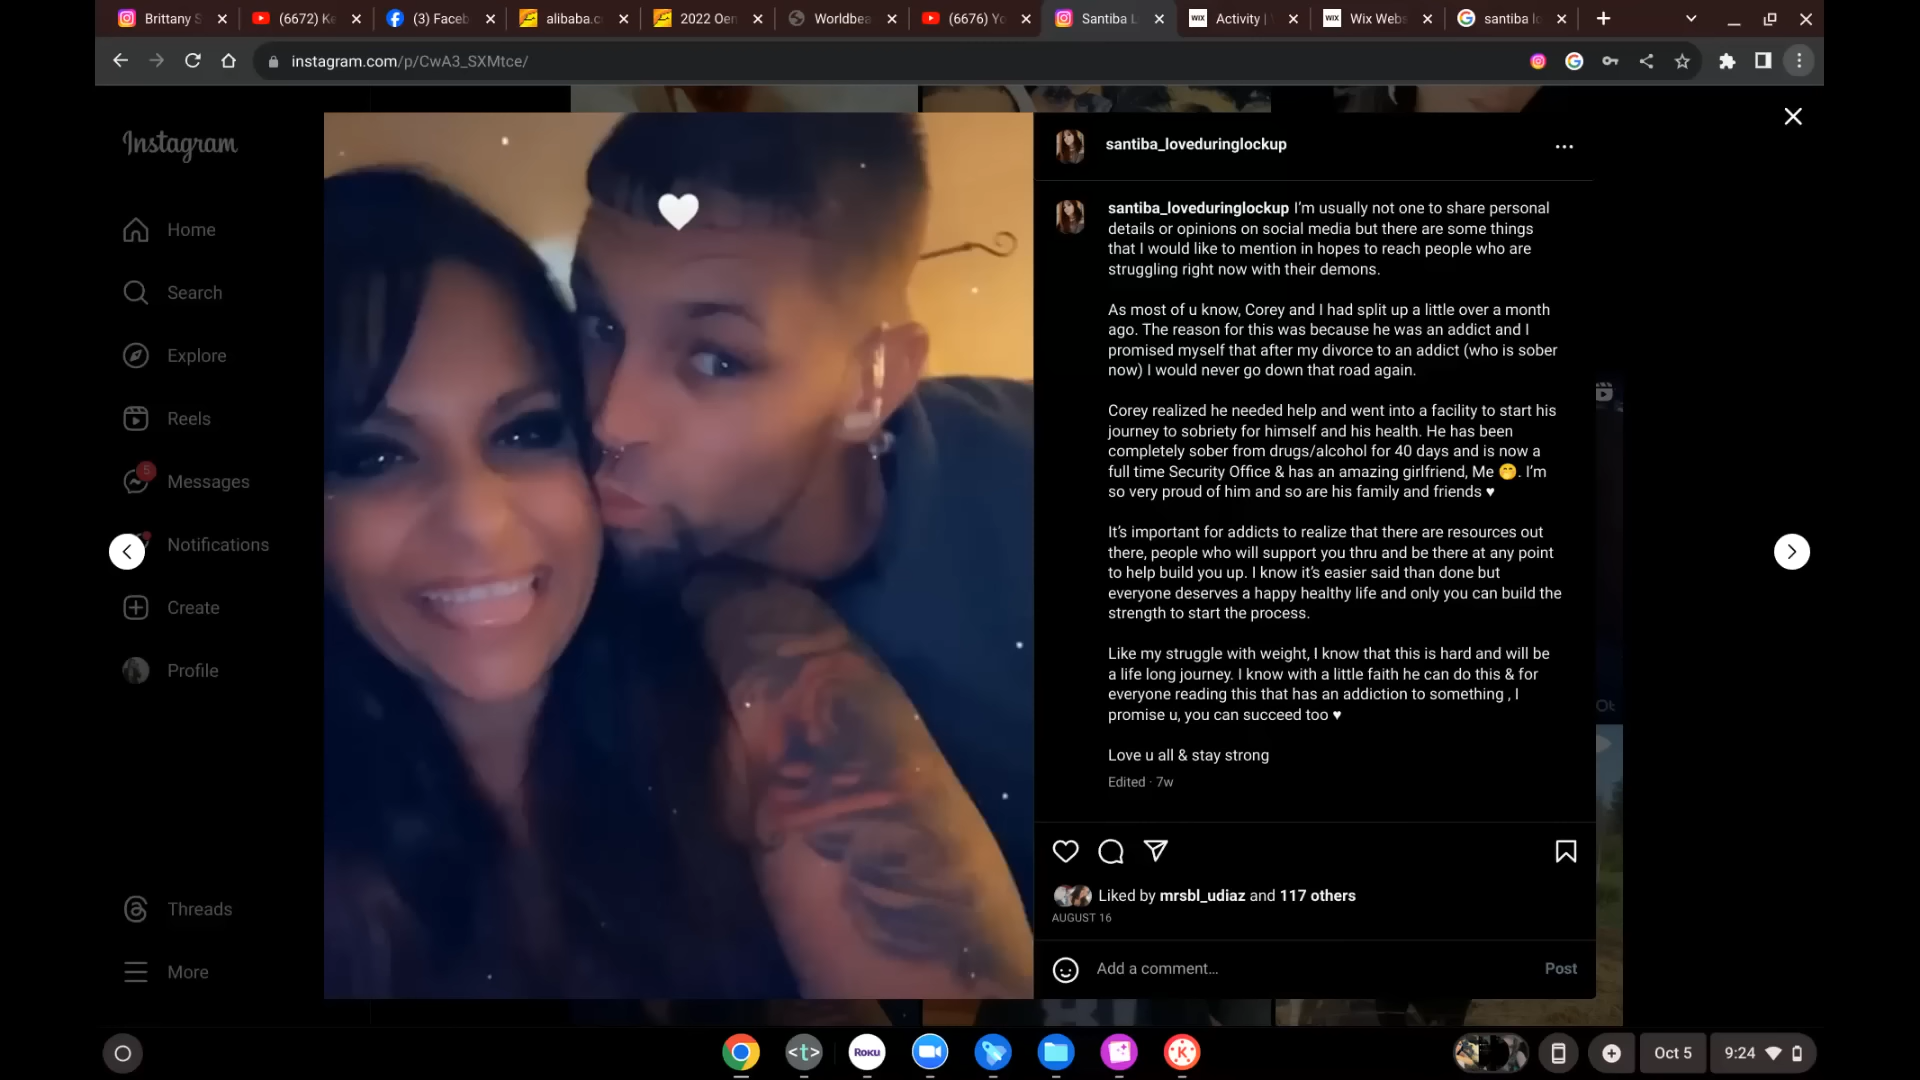 Brittany S
(6672) Ke
(3) Faceb
alibaba.c
2022 Oem
Worldbea
(6676) Yo
Santiba L
WIX
Activity |
WIX
Wix Webs
santiba lo
instagram.com/p/CwA3_SXMtce/
Instagram
Home
Search
Explore
Reels
5
Messages
Notifications
Create
Profile
Threads
More
santiba_loveduringlockup
santiba_loveduringlockup I'm usually not one to share personal
details or opinions on social media but there are some things
that I would like to mention in hopes to reach people who are
struggling right now with their demons.
As most of u know, Corey and I had split up a little over a month
ago. The reason for this was because he was an addict and I
promised myself that after my divorce to an addict (who is sober
now) I would never go down that road again.
Corey realized he needed help and went into a facility to start his
journey to sobriety for himself and his health. He has been
completely sober from drugs/alcohol for 40 days and is now a
full time Security Office & has an amazing girlfriend, Me 🤭. I'm
so very proud of him and so are his family and friends ♥
It's important for addicts to realize that there are resources out
there, people who will support you thru and be there at any point
to help build you up. I know it's easier said than done but
everyone deserves a happy healthy life and only you can build the
strength to start the process.
Like my struggle with weight, I know that this is hard and will be
a life long journey. I know with a little faith he can do this & for
everyone reading this that has an addiction to something , I
promise u, you can succeed too ♥
Love u all & stay strong
Edited · 7w
Liked by mrsbl_udiaz and 117 others
AUGUST 16
Add a comment...
Post
<t>
Roku
K
Oct 5
9:24